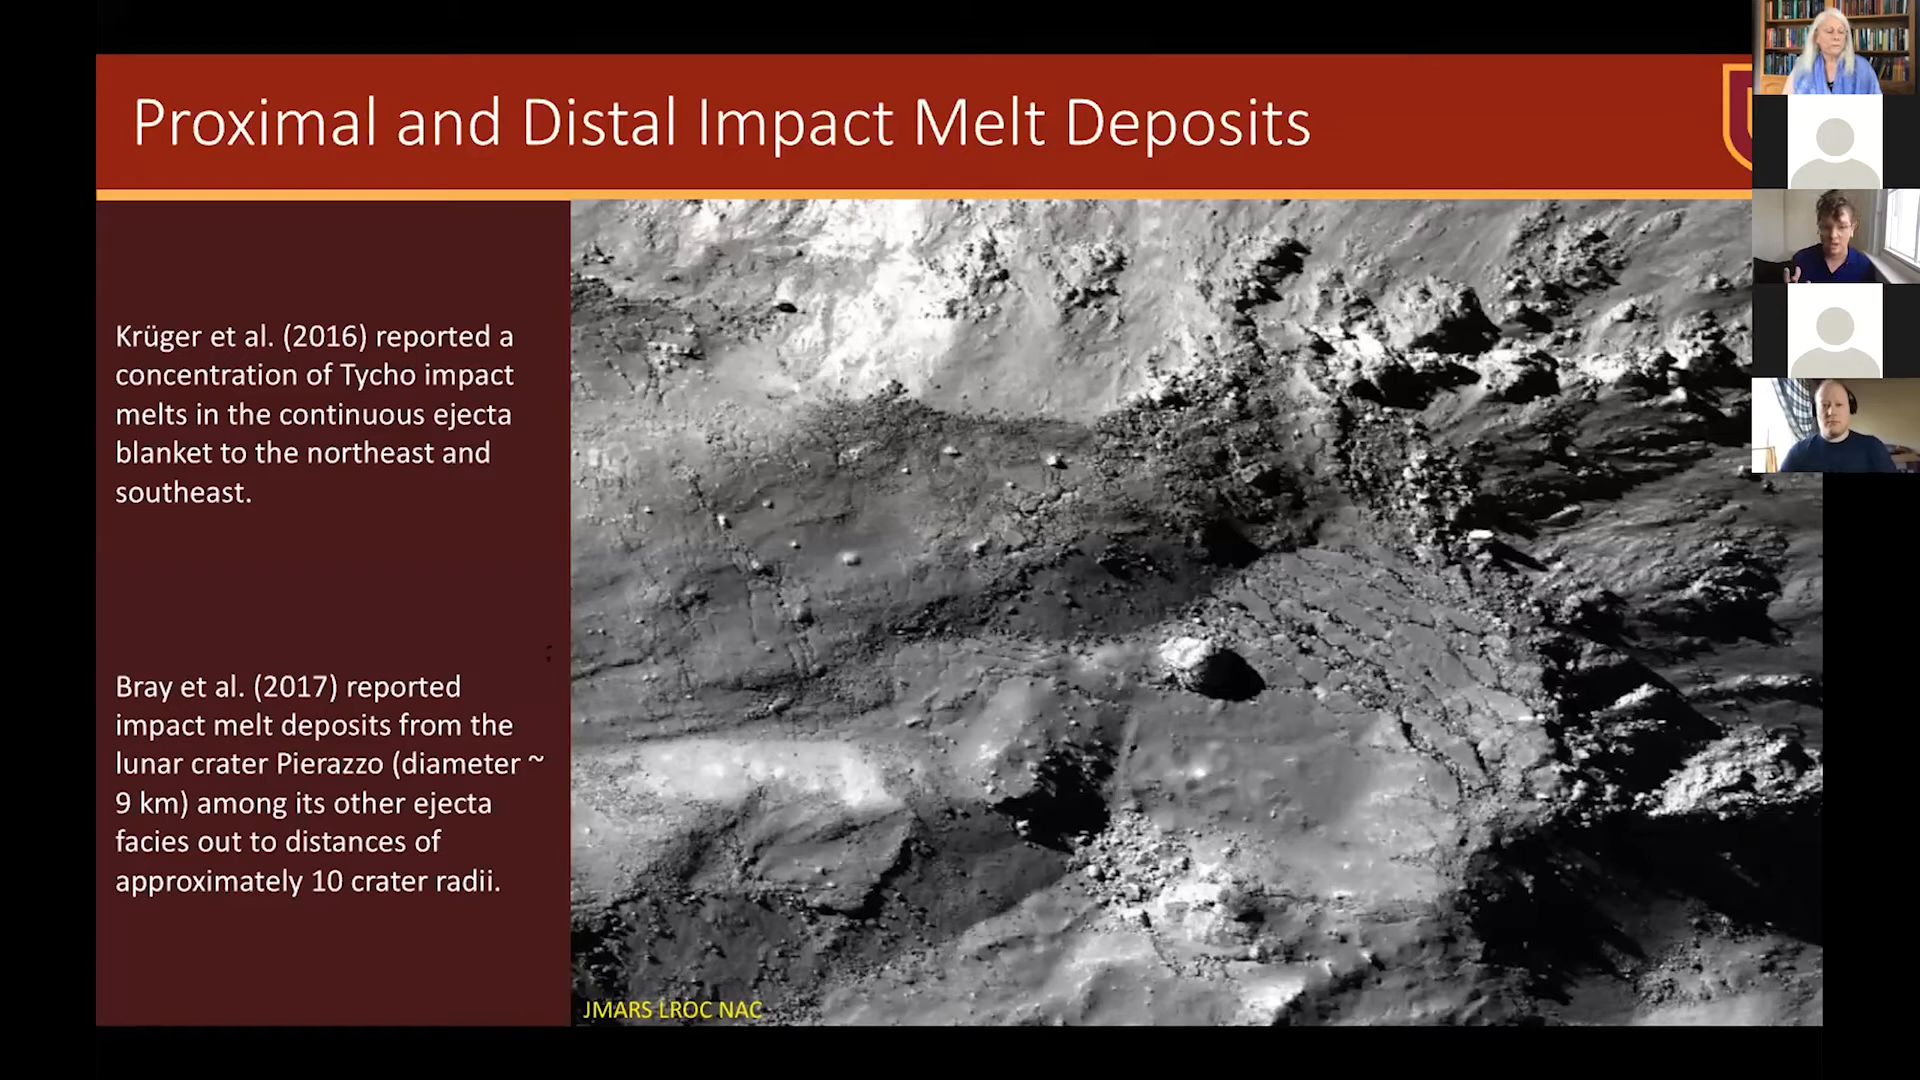 Proximal and Distal Impact Melt Deposits
Krüger et al. (2016) reported a
concentration of Tycho impact
melts in the continuous ejecta
blanket to the northeast and
southeast.
Bray et al. (2017) reported
impact melt deposits from the
lunar crater Pierazzo (diameter ~
9 km) among its other ejecta
facies out to distances of
approximately 10 crater radii.
JMARS LROC NAC